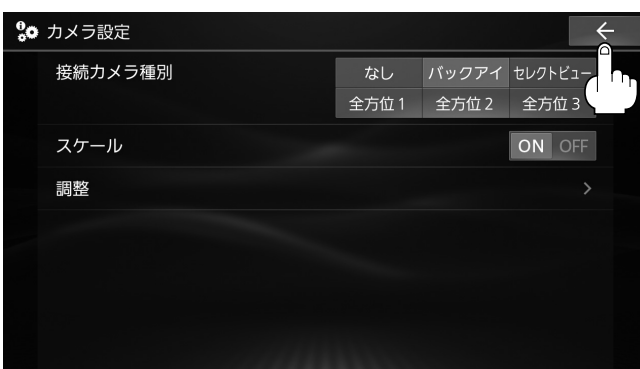 カメラ設定
接続カメラ種別
なし バックアイ セレクトビュー
全方位1 全方位2 全方位3
スケール ON OFF
調整